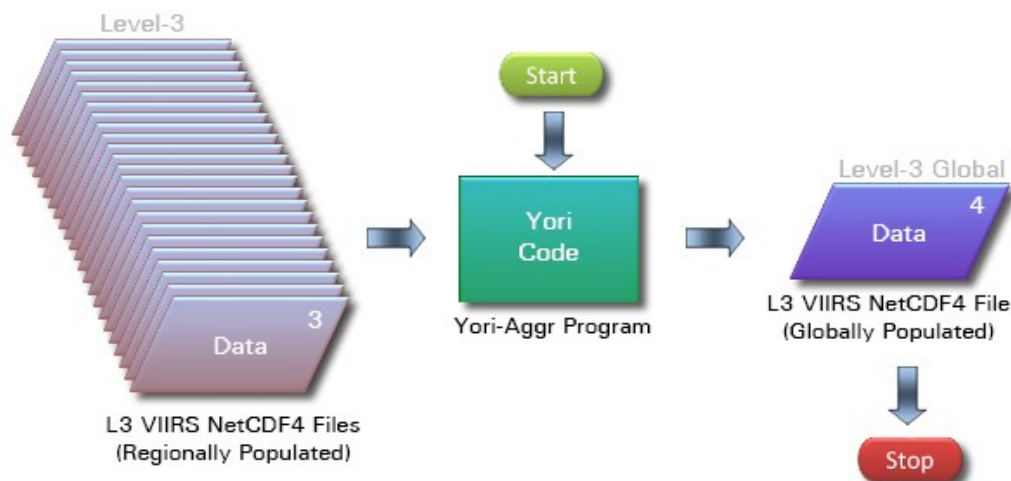 Level-3
3
Data
L3 VIIRS NetCDF4 Files
(Regionally Populated)
Start
Yori
Code
Yori-Aggr Program
Level-3 Global
4
Data
L3 VIIRS NetCDF4 File
(Globally Populated)
Stop